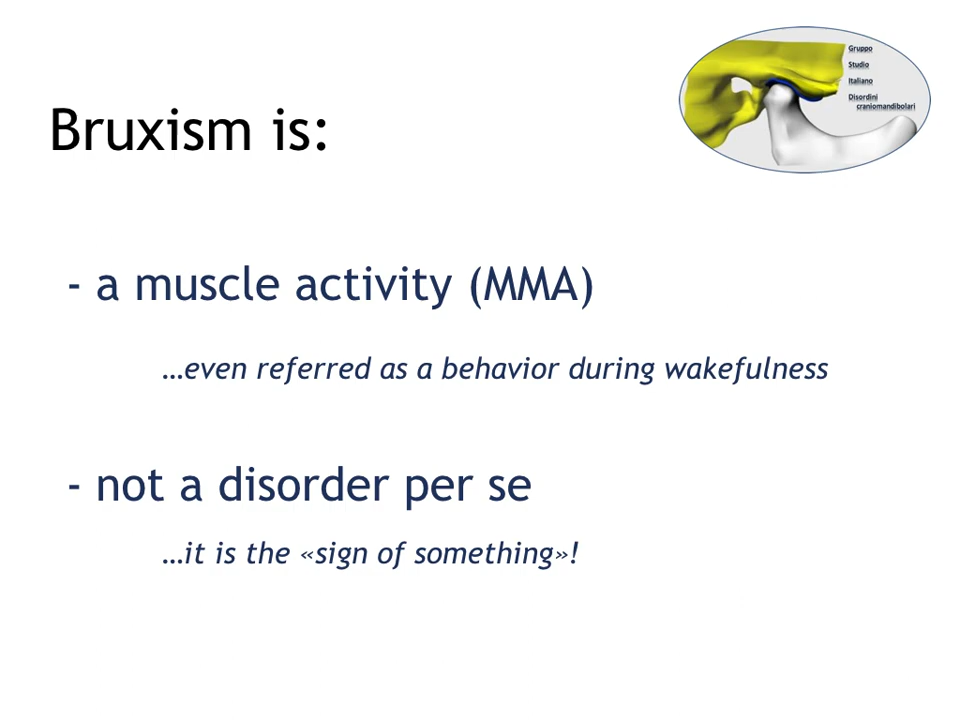 Gruppo
Studio
Italiano
Disordini
craniomandibolari
Bruxism is:
- a muscle activity (MMA)
…even referred as a behavior during wakefulness
- not a disorder per se
…it is the «sign of something»!